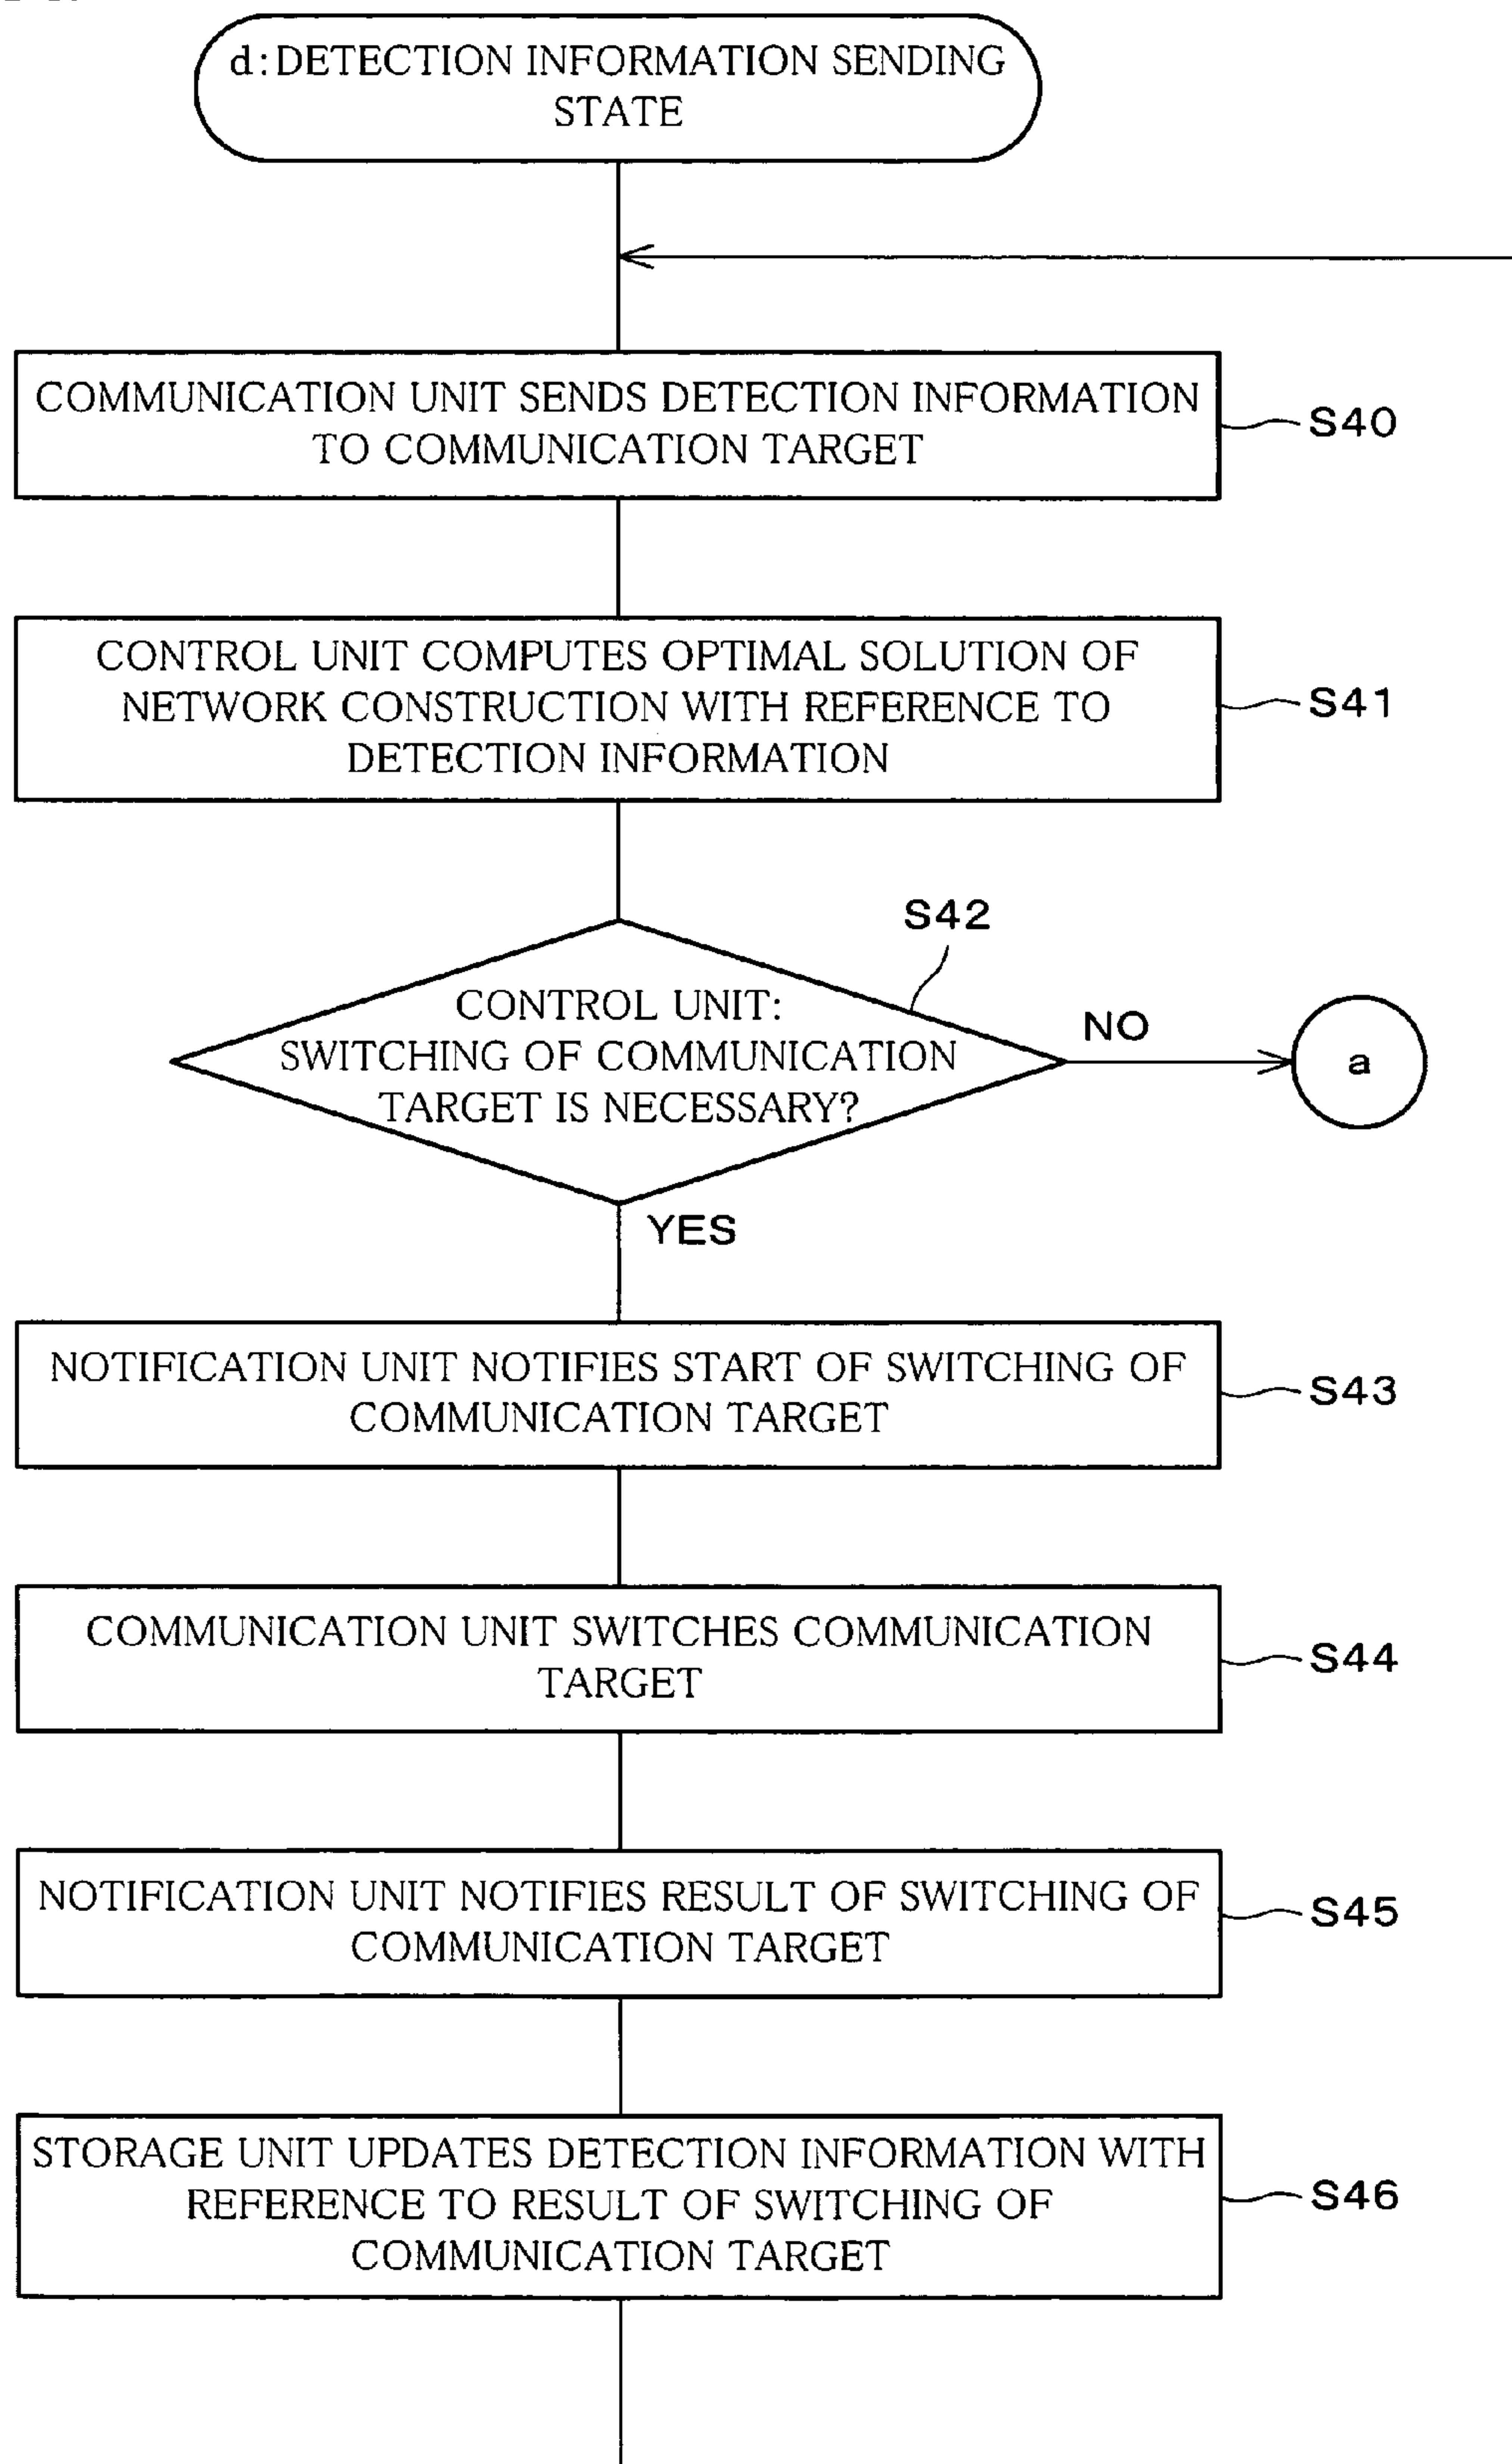 d:DETECTION INFORMATION SENDING
STATE
COMMUNICATION UNIT SENDS DETECTION INFORMATION
TO COMMUNICATION TARGET
S40
CONTROL UNIT COMPUTES OPTIMAL SOLUTION OF
NETWORK CONSTRUCTION WITH REFERENCE TO
DETECTION INFORMATION
S41
S42
CONTROL UNIT:
SWITCHING OF COMMUNICATION
TARGET IS NECESSARY?
NO
a
YES
NOTIFICATION UNIT NOTIFIES START OF SWITCHING OF
COMMUNICATION TARGET
S43
COMMUNICATION UNIT SWITCHES COMMUNICATION
TARGET
S44
NOTIFICATION UNIT NOTIFIES RESULT OF SWITCHING OF
COMMUNICATION TARGET
S45
STORAGE UNIT UPDATES DETECTION INFORMATION WITH
REFERENCE TO RESULT OF SWITCHING OF
COMMUNICATION TARGET
S46